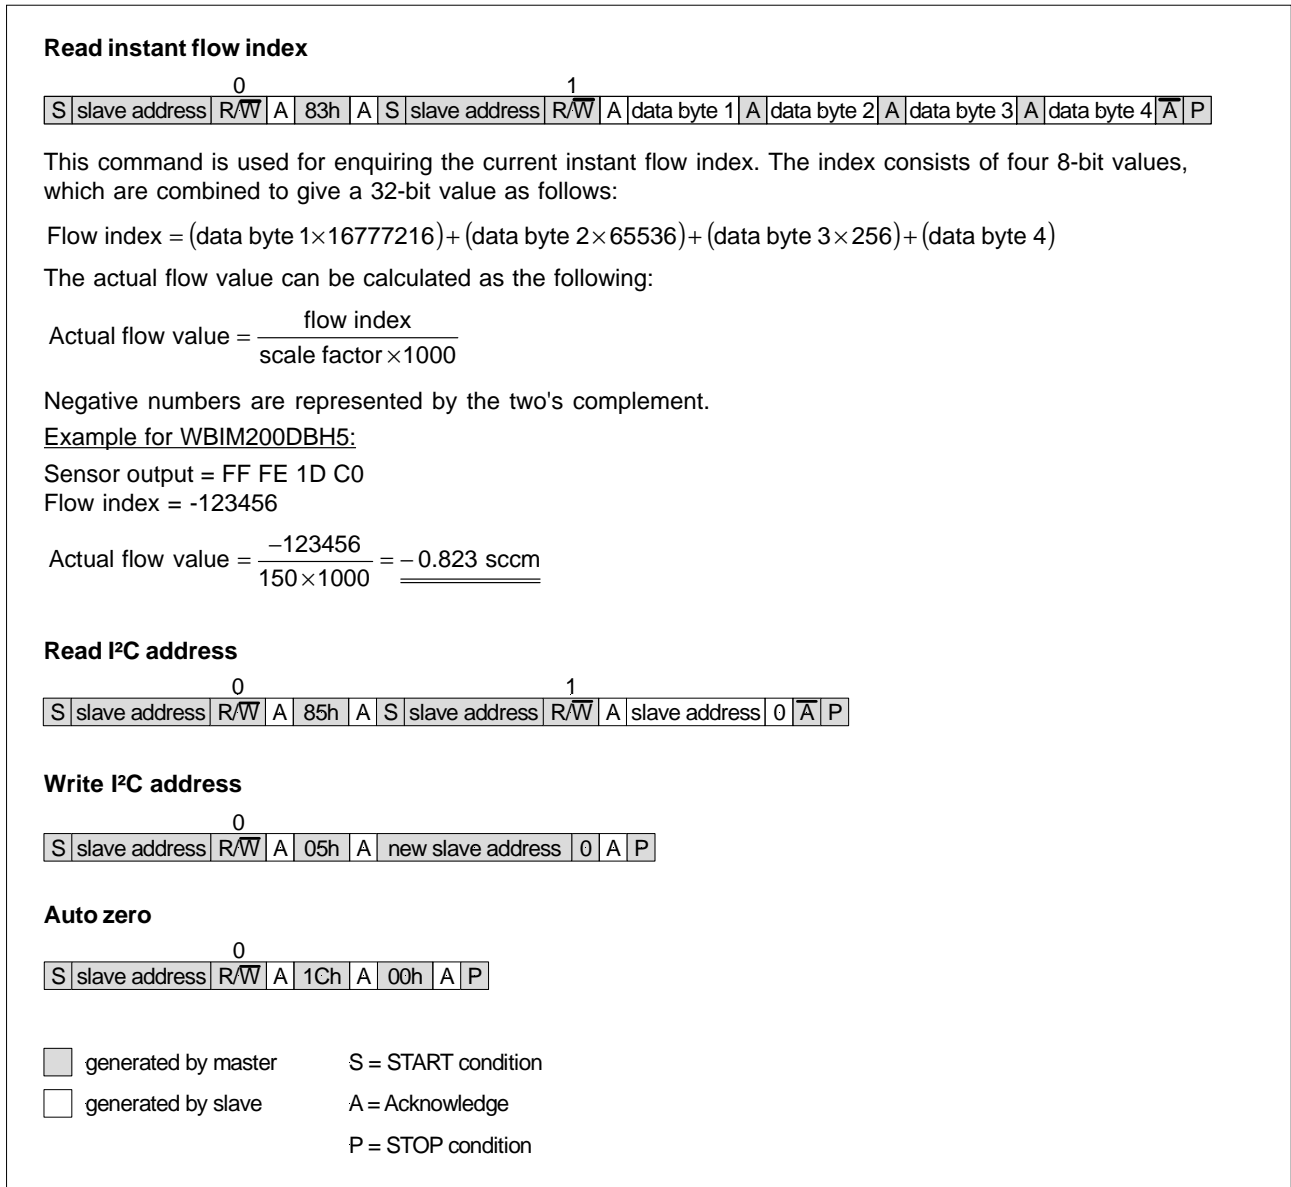 Read instant flow index
0 1
S slave address R/W̅ A 83h A S slave address R/W̅ A data byte 1 A data byte 2 A data byte 3 A data byte 4 A̅ P
This command is used for enquiring the current instant flow index. The index consists of four 8-bit values,
which are combined to give a 32-bit value as follows:
Flow index = (data byte 1×16777216)+(data byte 2×65536)+(data byte 3×256)+(data byte 4)
The actual flow value can be calculated as the following:
flow index
Actual flow value =
scale factor×1000
Negative numbers are represented by the two's complement.
Example for WBIM200DBH5:
Sensor output = FF FE 1D C0
Flow index = -123456
−123456
Actual flow value = = −0.823 sccm
150×1000
Read I²C address
0 1
S slave address R/W̅ A 85h A S slave address R/W̅ A slave address 0 A̅ P
Write I²C address
0
S slave address R/W̅ A 05h A new slave address 0 A P
Auto zero
0
S slave address R/W̅ A 1Ch A 00h A P
generated by master S = START condition
generated by slave A = Acknowledge
P = STOP condition